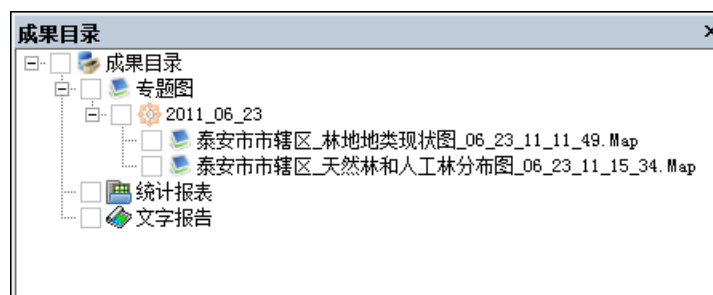 成果目录
成果目录
专题图
2011_06_23
泰安市市辖区_林地地类现状图_06_23_11_11_49.Map
泰安市市辖区_天然林和人工林分布图_06_23_11_15_34.Map
统计报表
文字报告